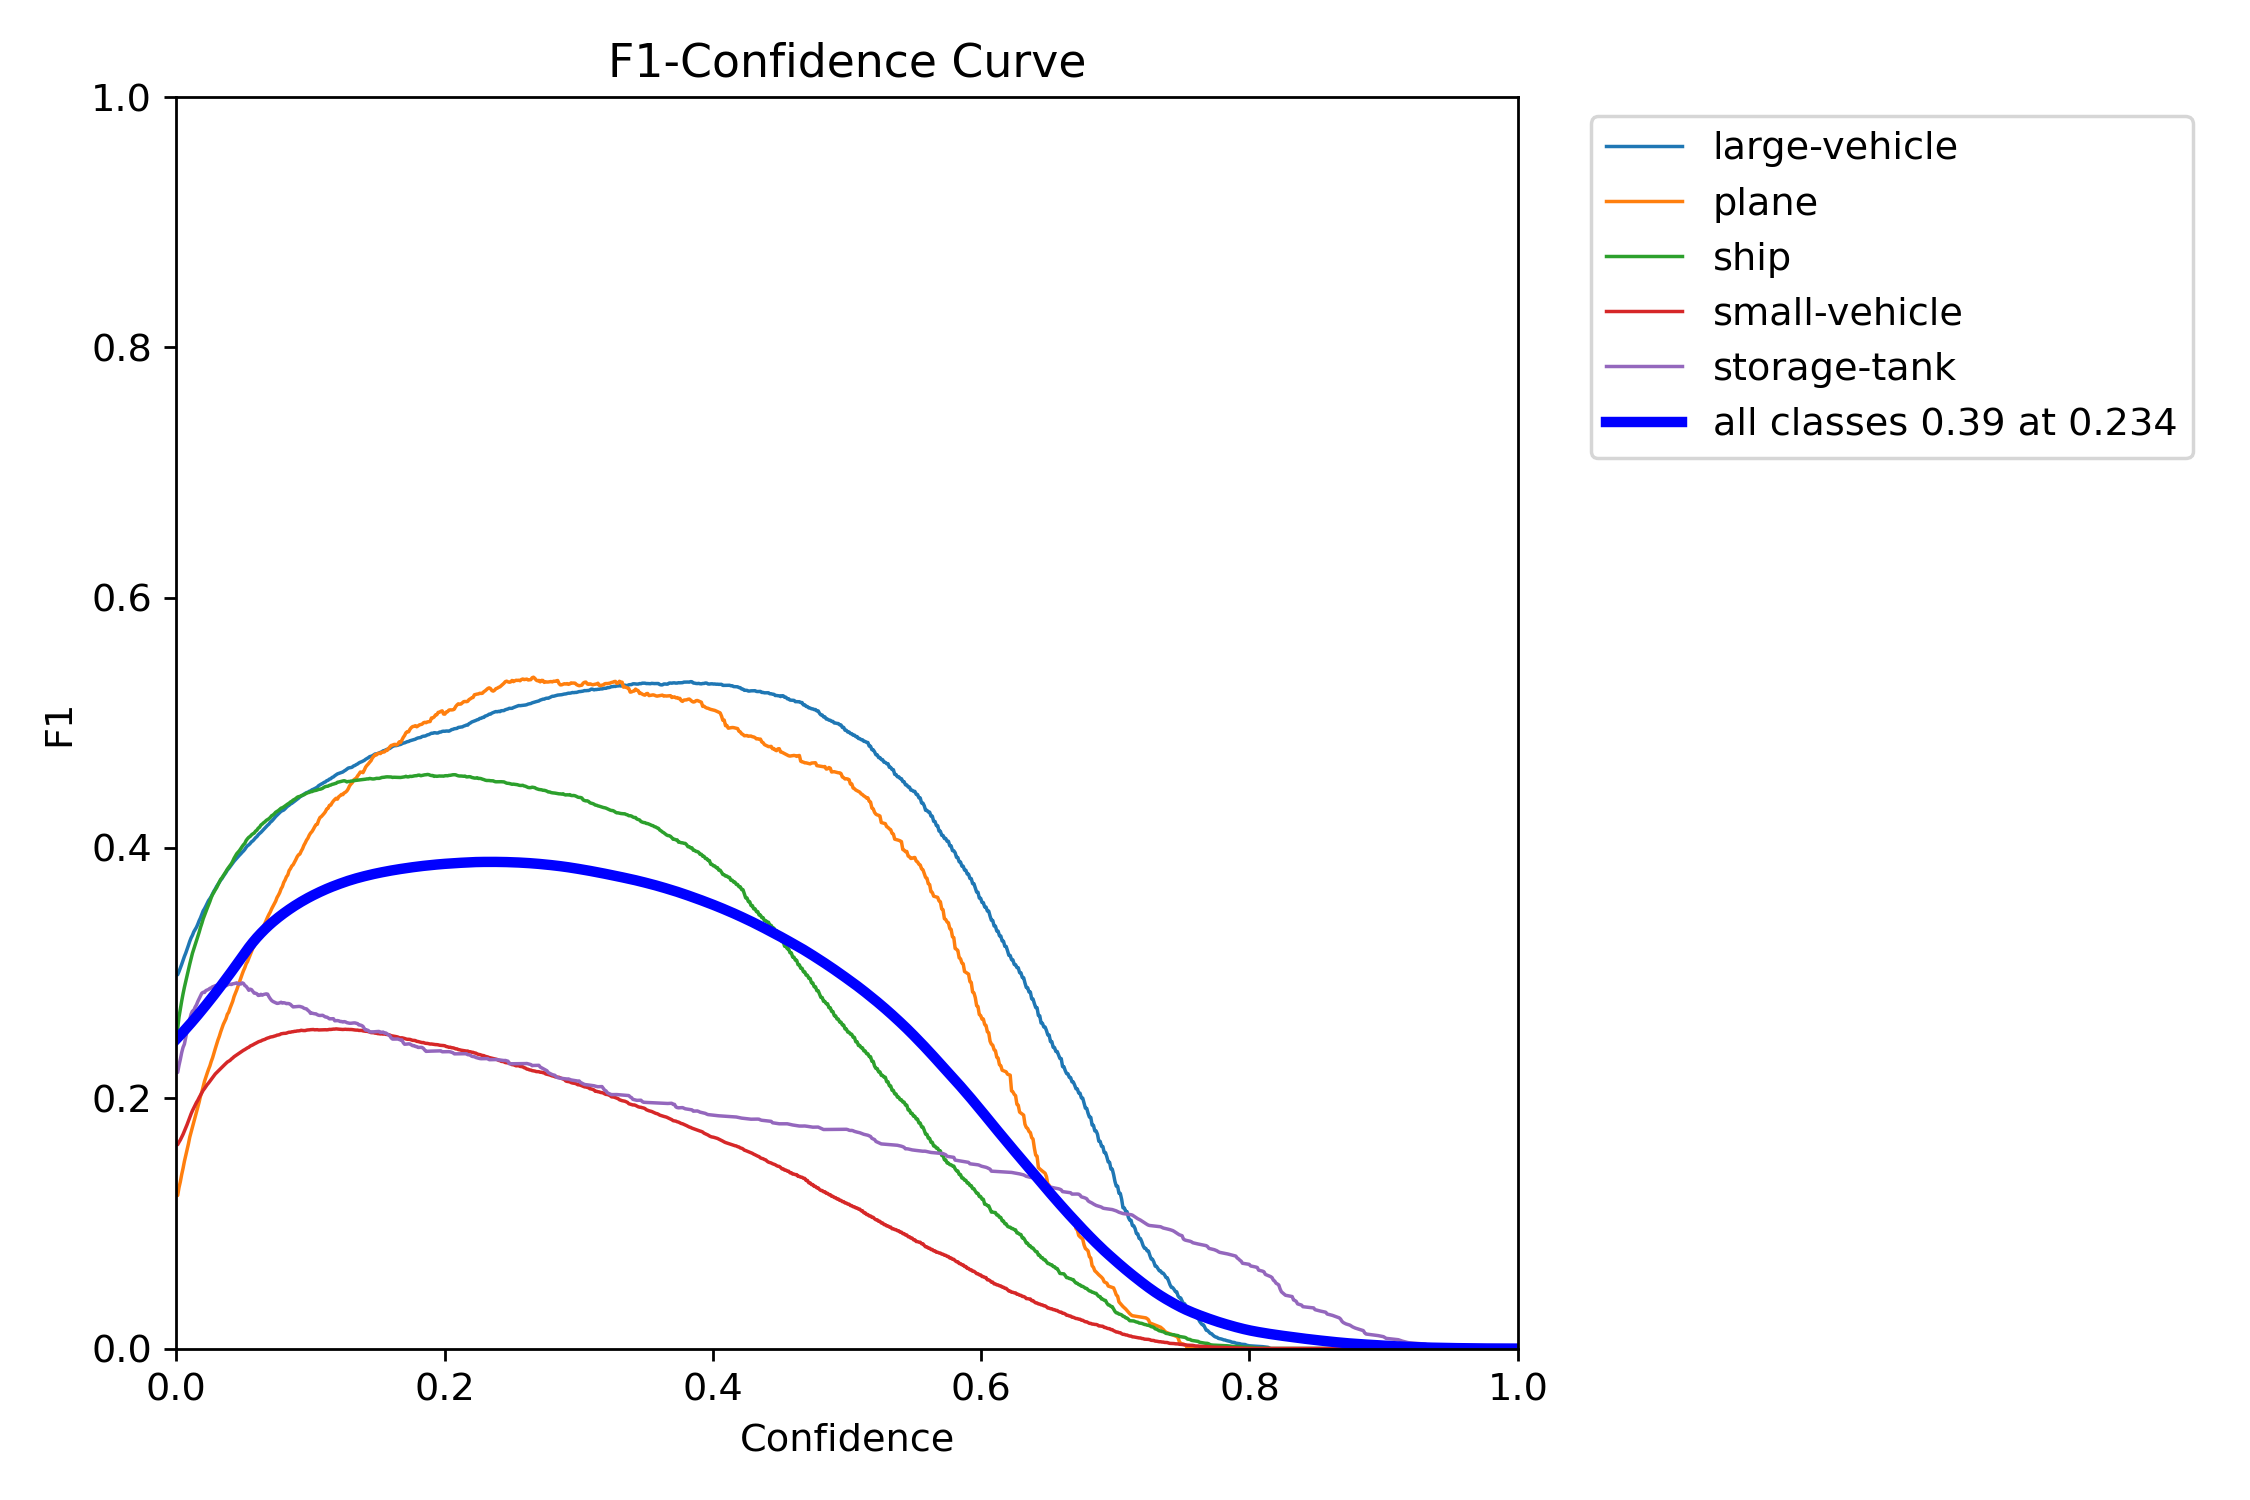 F1-Confidence Curve
1.0
0.8
0.6
0.4
0.2
0.0
F1
0.0 0.2 0.4 0.6 0.8 1.0
Confidence
large-vehicle
plane
ship
small-vehicle
storage-tank
all classes 0.39 at 0.234